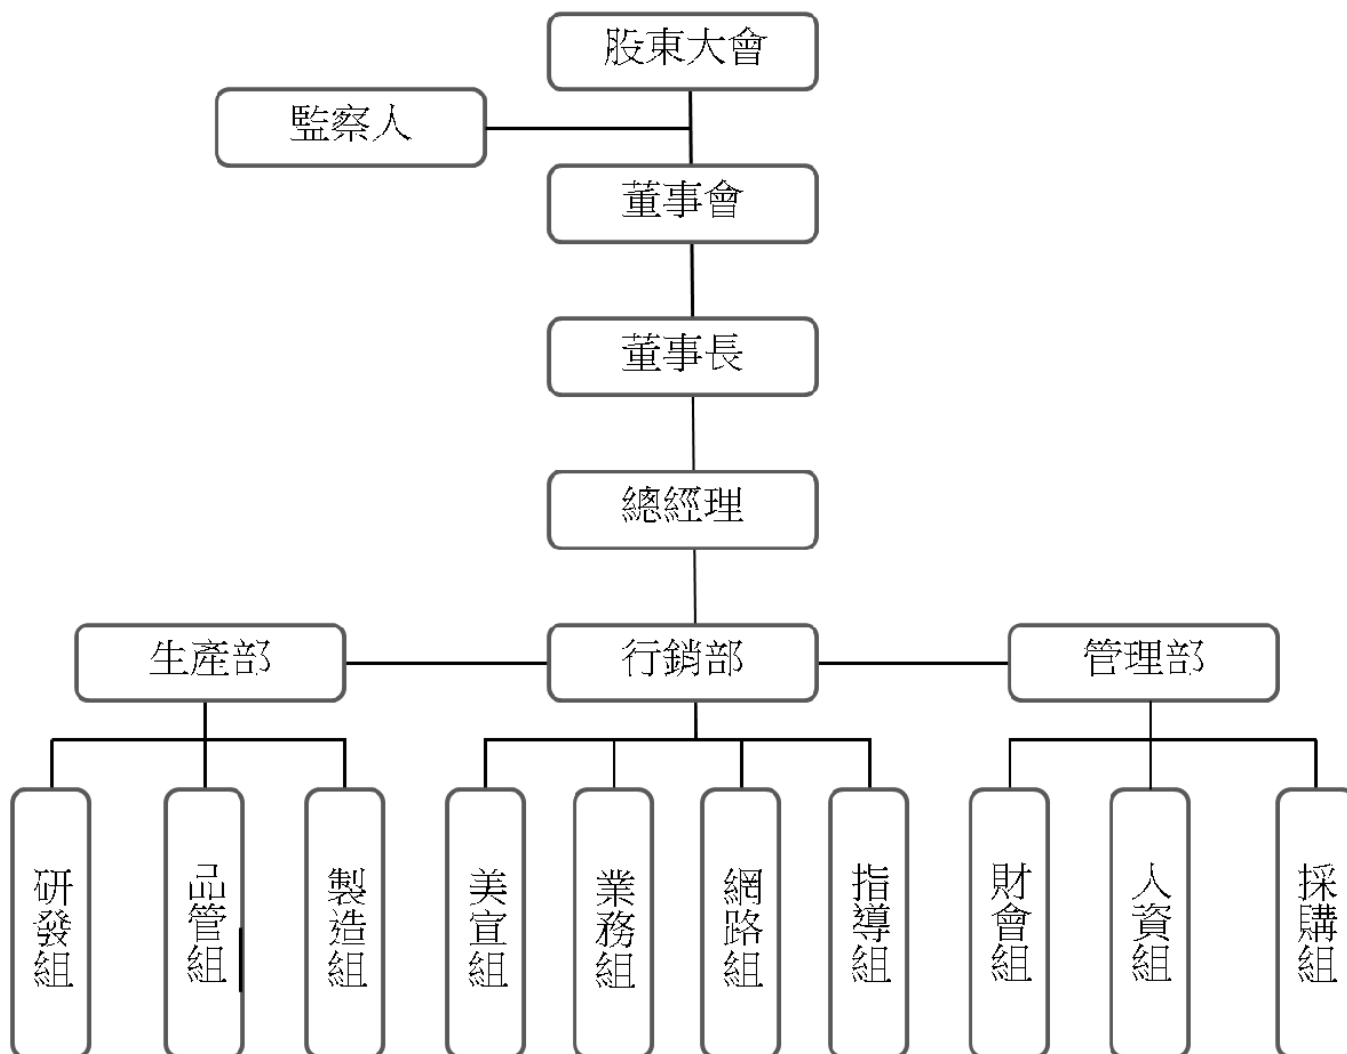 股東大會
監察人
董事會
董事長
總經理
生產部
行銷部
管理部
研發組
品管組
製造組
美宣組
業務組
網路組
指導組
財會組
人資組
採購組